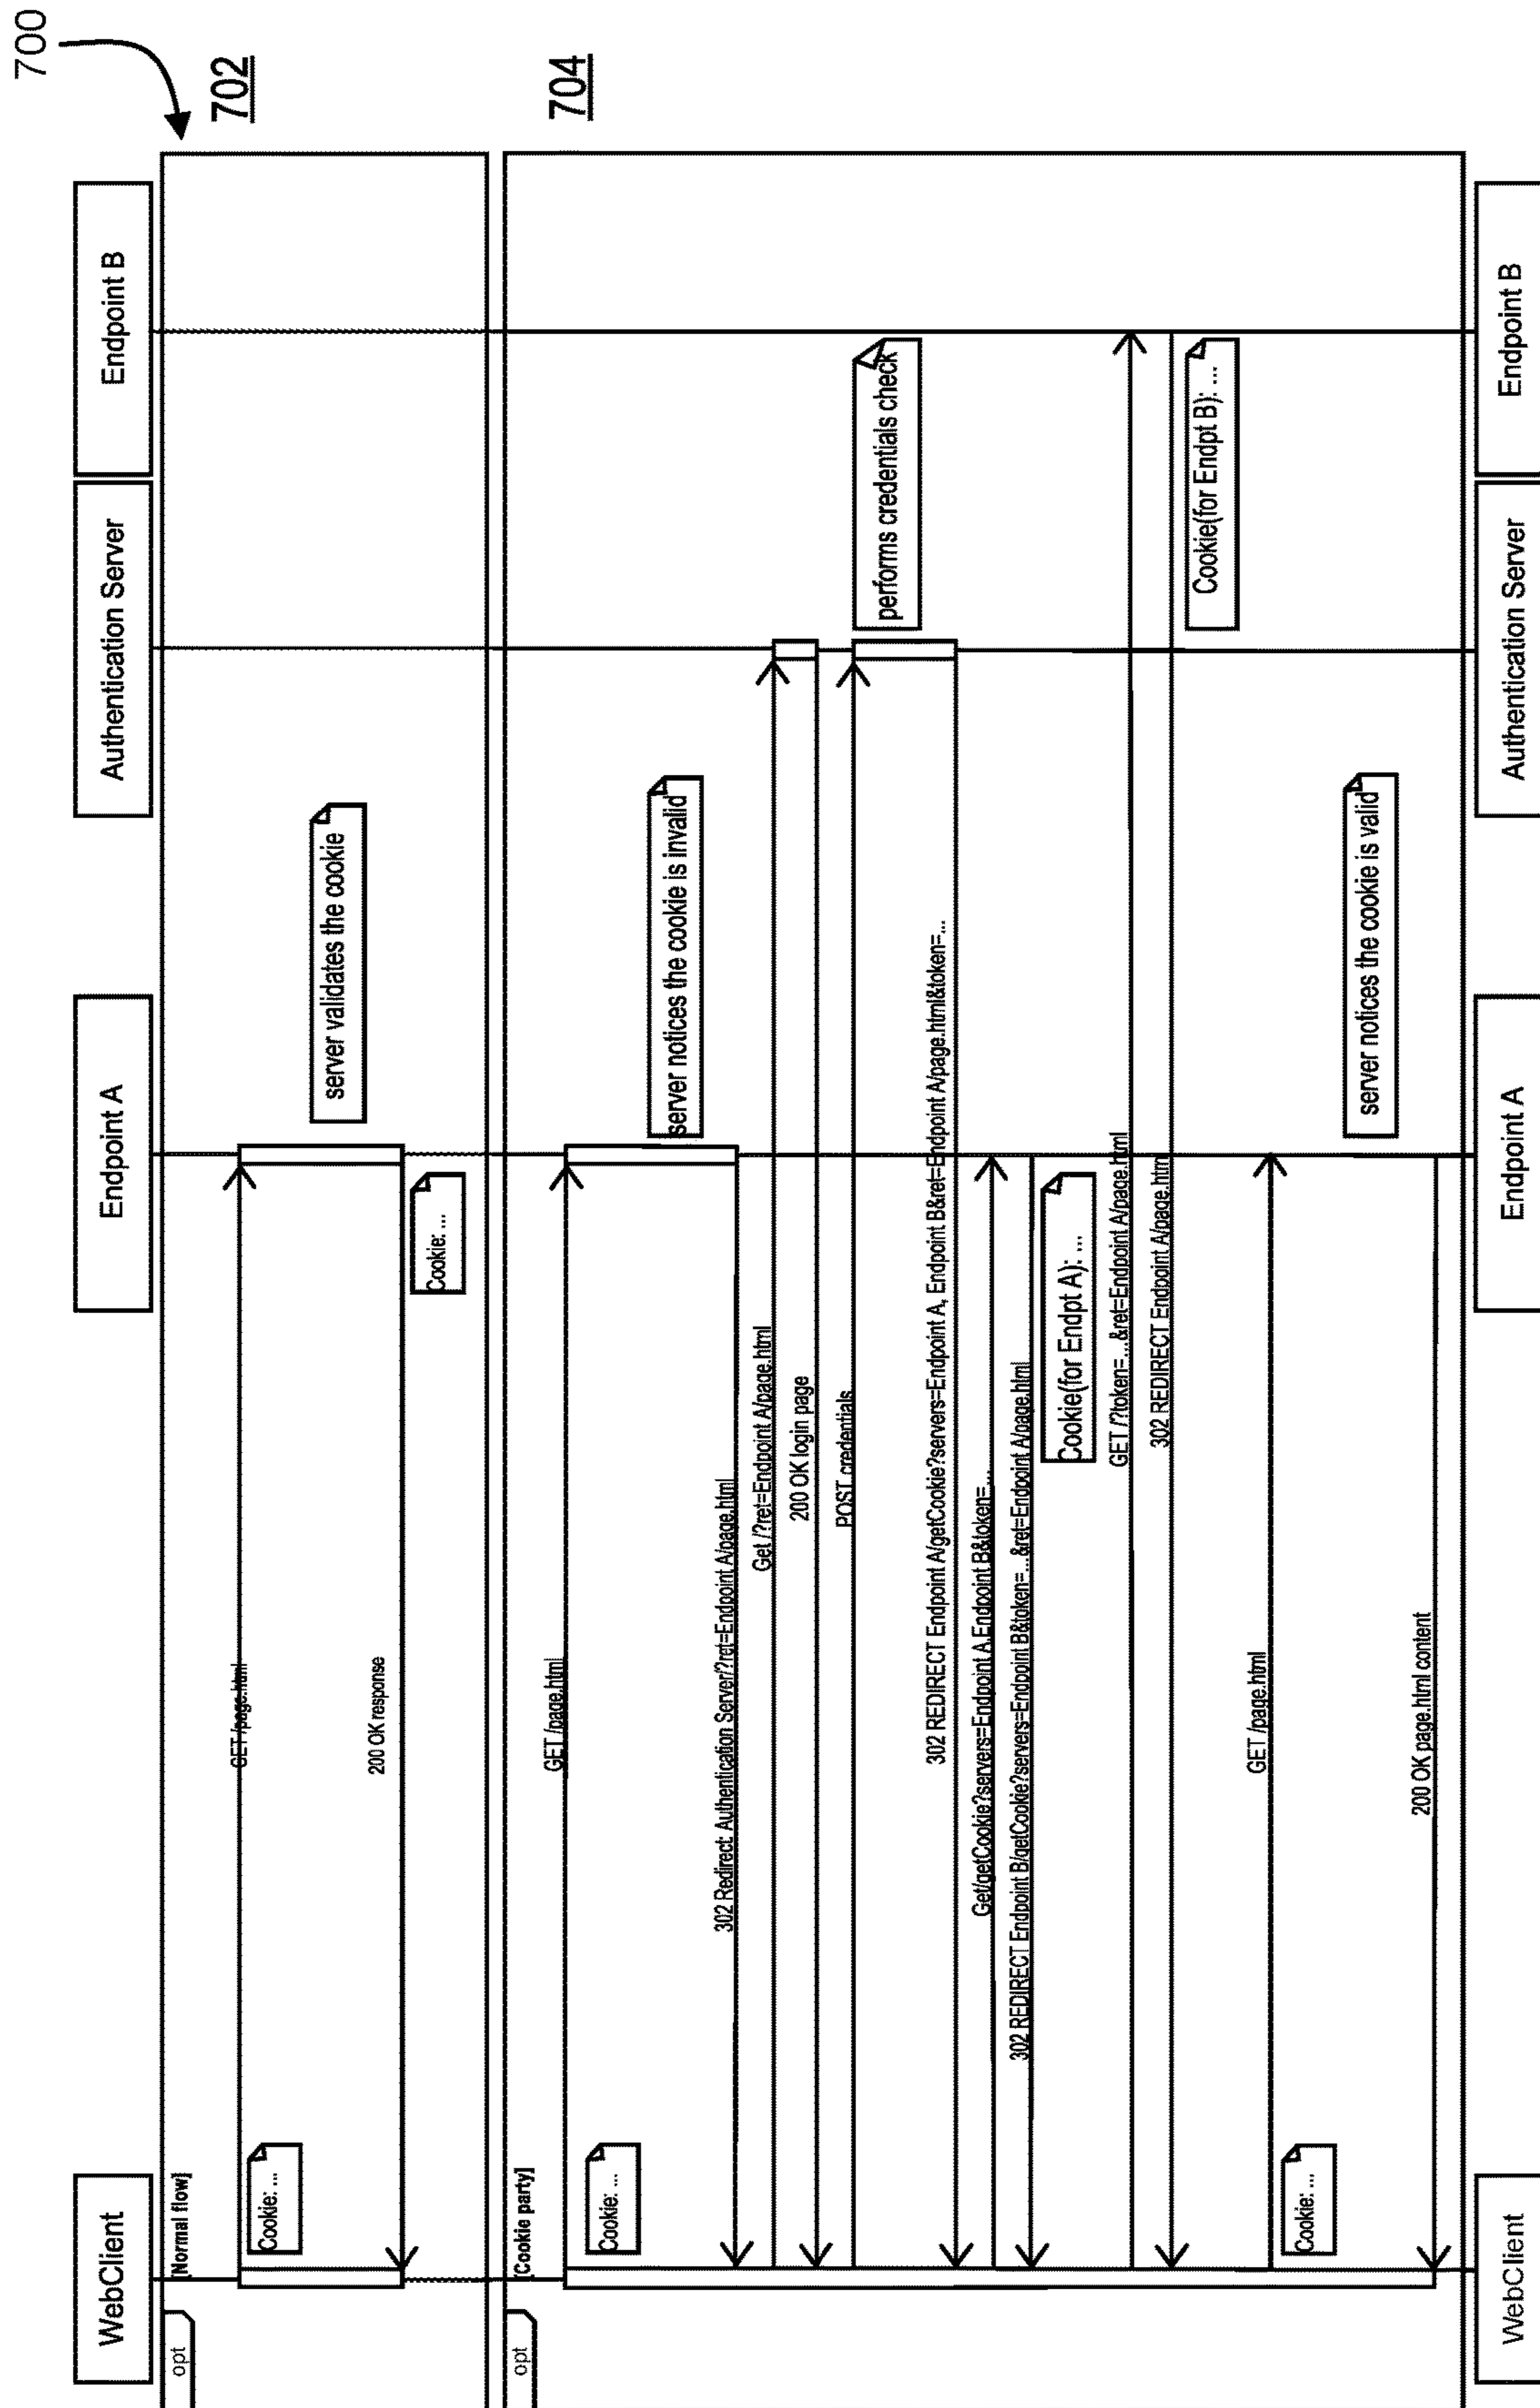 700
702
704
WebClient
Endpoint A
Authentication Server
Endpoint B
opt
[Normal flow]
GET /page.html
Cookie: ...
server validates the cookie
200 OK response
Cookie: ...
opt
[Cookie party]
GET /page.html
Cookie: ...
server notices the cookie is invalid
302 Redirect: Authentication Server/?ret=Endpoint A/page.html
Get /?ret=Endpoint A/page.html
200 OK login page
POST credentials
performs credentials check
302 REDIRECT Endpoint A/getCookie?servers=Endpoint A, Endpoint B&ret=Endpoint A/page.html&token=...
Get/getCookie?servers=Endpoint A,Endpoint B&token=...
302 REDIRECT Endpoint B/getCookie?servers=Endpoint B&token=...&ret=Endpoint A/page.html
Cookie(for Endpt A): ...
GET /?token=...&ret=Endpoint A/page.html
302 REDIRECT Endpoint A/page.html
Cookie(for Endpt B): ...
GET /page.html
Cookie: ...
server notices the cookie is valid
200 OK page.html content
WebClient
Endpoint A
Authentication Server
Endpoint B